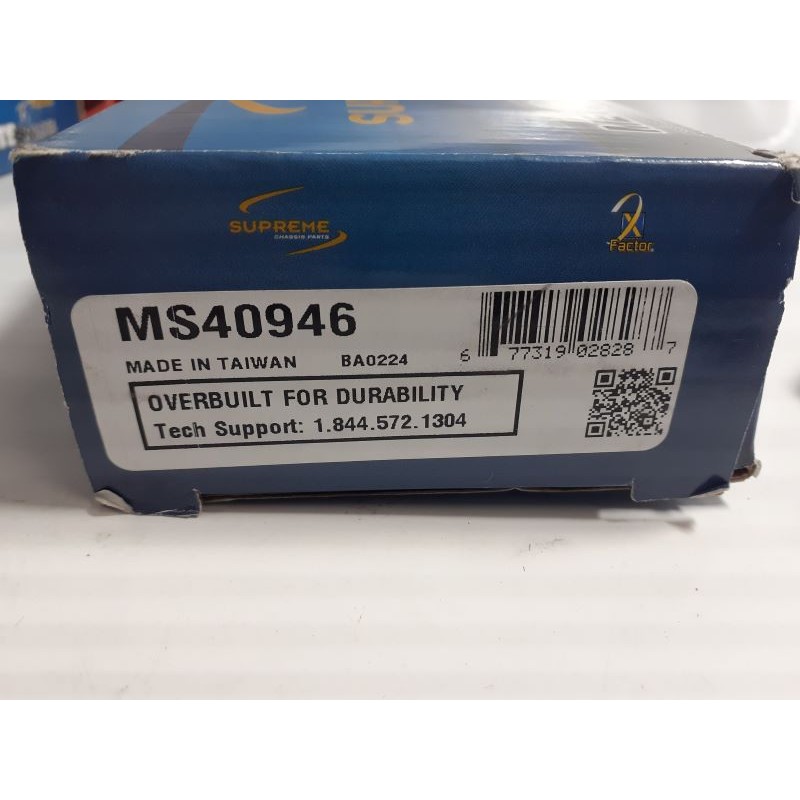 SUPREME
CHASSIS PARTS
X
Factor
MS40946
MADE IN TAIWAN BA0224
6 77319 02828 7
OVERBUILT FOR DURABILITY
Tech Support: 1.844.572.1304